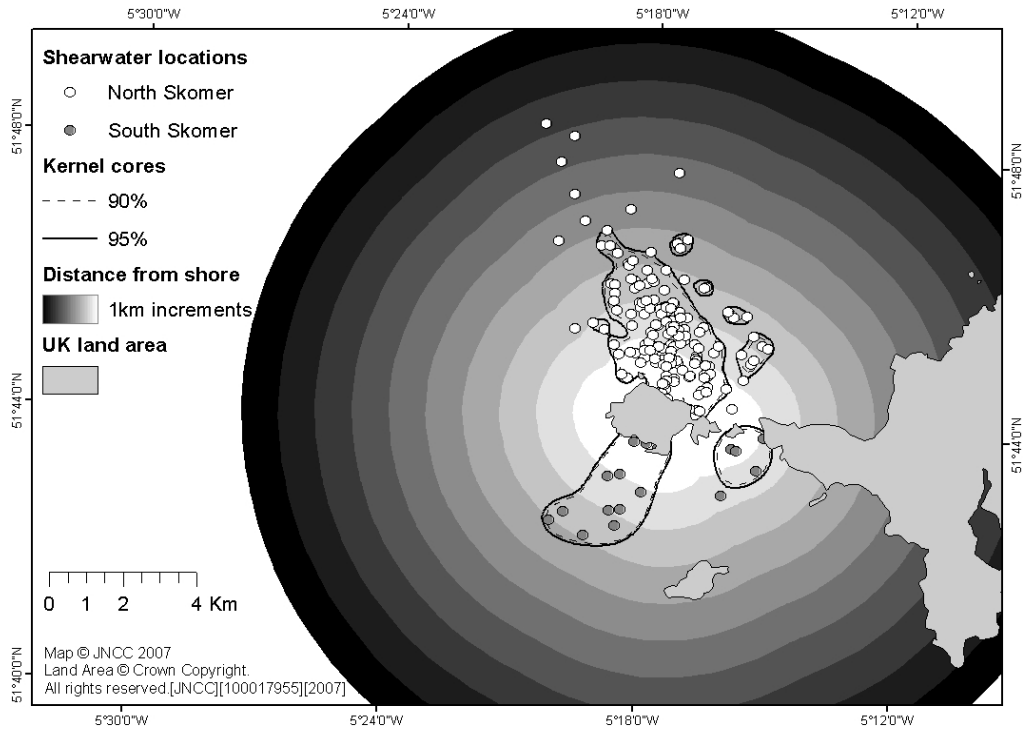 5°30'0"W 5°24'0"W 5°18'0"W 5°12'0"W
Shearwater locations
North Skomer
South Skomer
Kernel cores
90%
95%
Distance from shore
1km increments
UK land area
51°48'0"N
51°48'0"N
51°44'0"N
51°44'0"N
51°40'0"N
0 1 2 4 Km
Map © JNCC 2007
Land Area © Crown Copyright.
All rights reserved.[JNCC][100017955][2007]
5°30'0"W 5°24'0"W 5°18'0"W 5°12'0"W